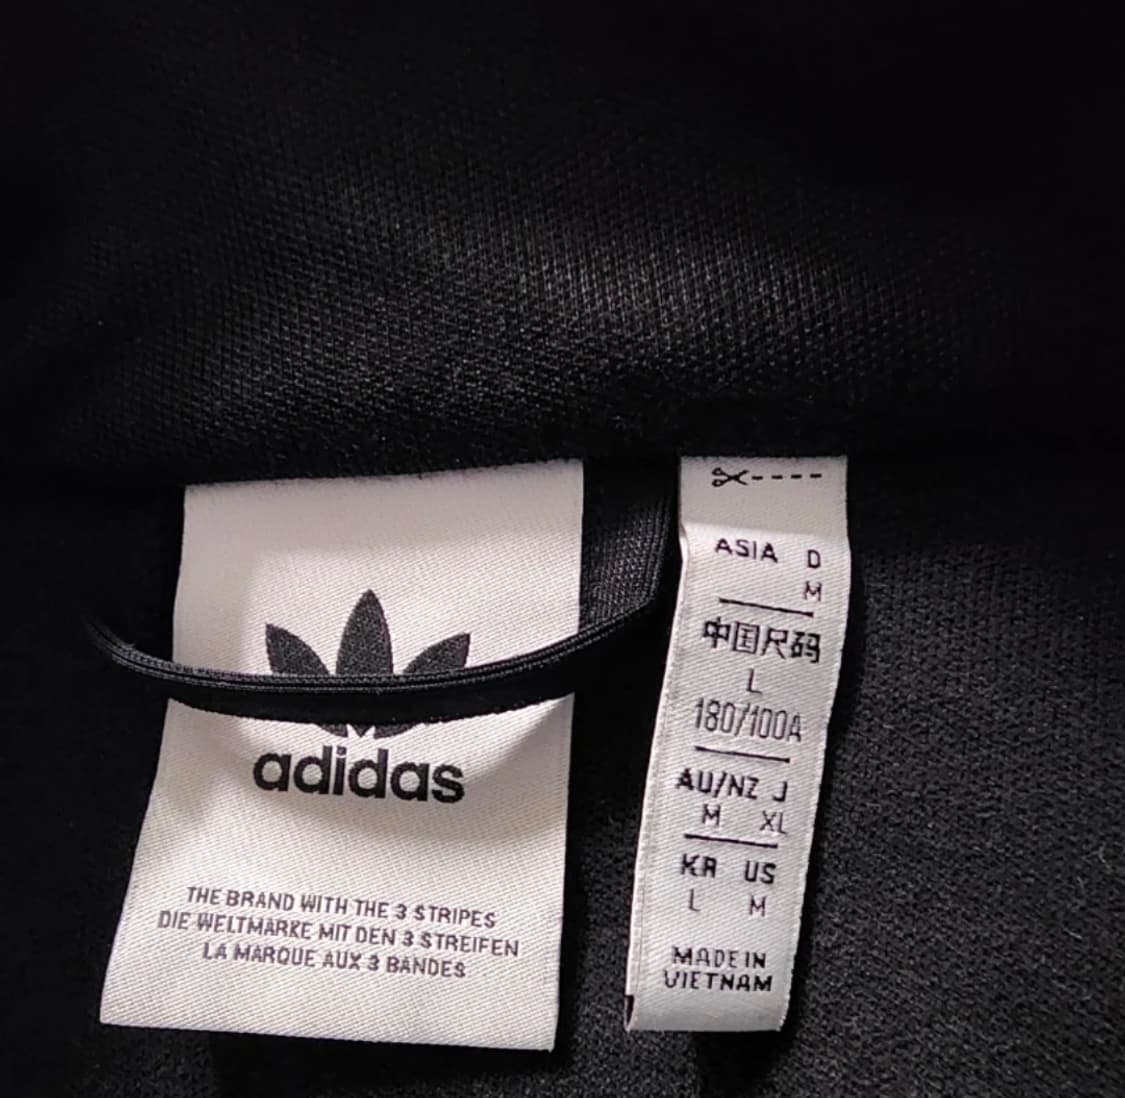 adidas
THE BRAND WITH THE 3 STRIPES
DIE WELTMARKE MIT DEN 3 STREIFEN
LA MARQUE AUX 3 BANDES
ASIA D
M
中国尺码
L
180/100A
AU/NZ J
M XL
KR US
L M
MADE IN
VIETNAM